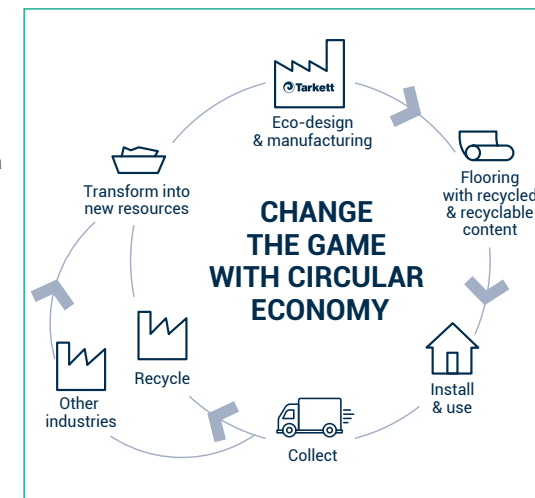 Tarkett
Eco-design
& manufacturing
Flooring
with recycled
& recyclable
content
Transform into
new resources
CHANGE
THE GAME
WITH CIRCULAR
ECONOMY
Recycle
Other
industries
Install
& use
Collect